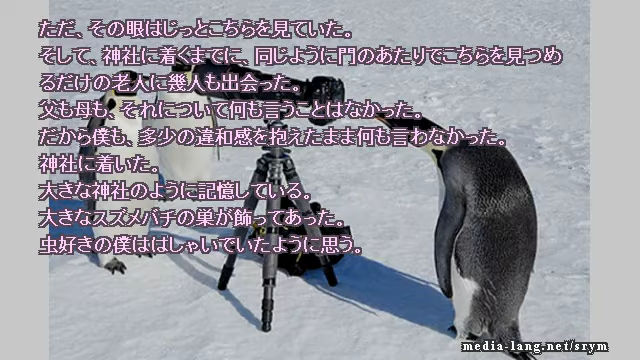 ただ、その眼はじっとこちらを見ていた。
そして、神社に着くまでに、同じように門のあたりでこちらを見つめ
るだけの老人に幾人も出会った。
父も母も、それについて何も言うことはなかった。
だから僕も、多少の違和感を抱えたまま何も言わなかった。
神社に着いた。
大きな神社のように記憶している。
大きなスズメバチの巣が飾ってあった。
虫好きの僕ははしゃいでいたように思う。
media-lang.net/srym